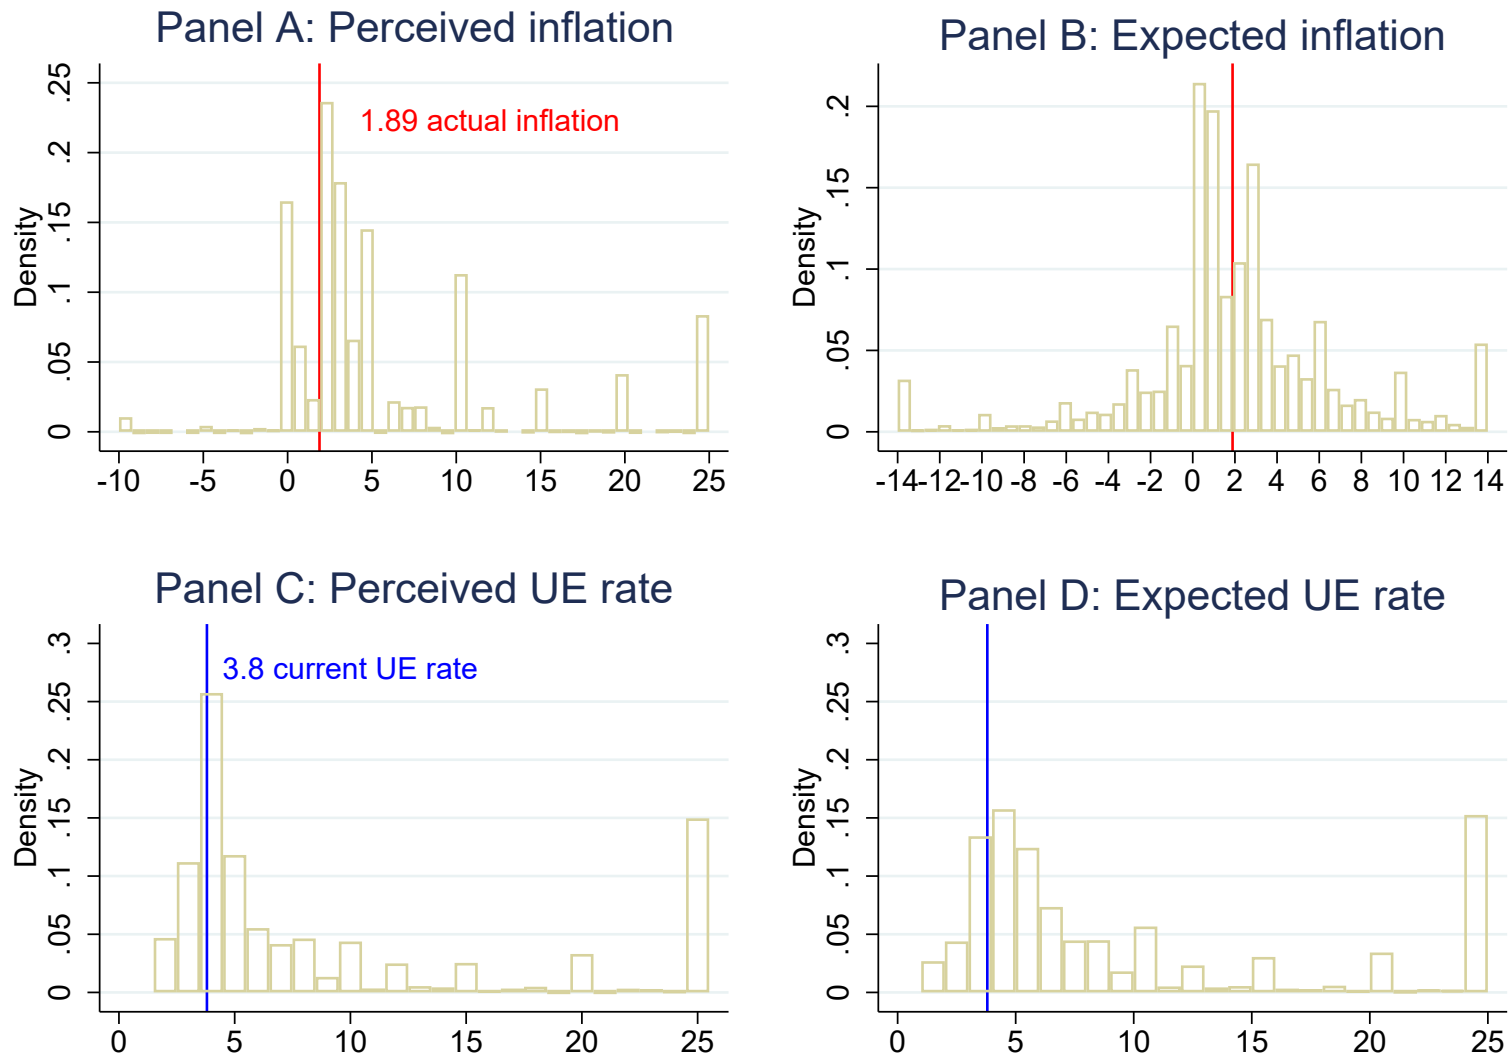 Panel A: Perceived inflation
Density
.25
.2
.15
.1
.05
0
1.89 actual inflation
-10 -5 0 5 10 15 20 25
Panel B: Expected inflation
Density
.2
.15
.1
.05
0
-14 -12 -10 -8 -6 -4 -2 0 2 4 6 8 10 12 14
Panel C: Perceived UE rate
Density
.3
.25
.2
.15
.1
.05
0
3.8 current UE rate
0 5 10 15 20 25
Panel D: Expected UE rate
Density
.3
.25
.2
.15
.1
.05
0
0 5 10 15 20 25